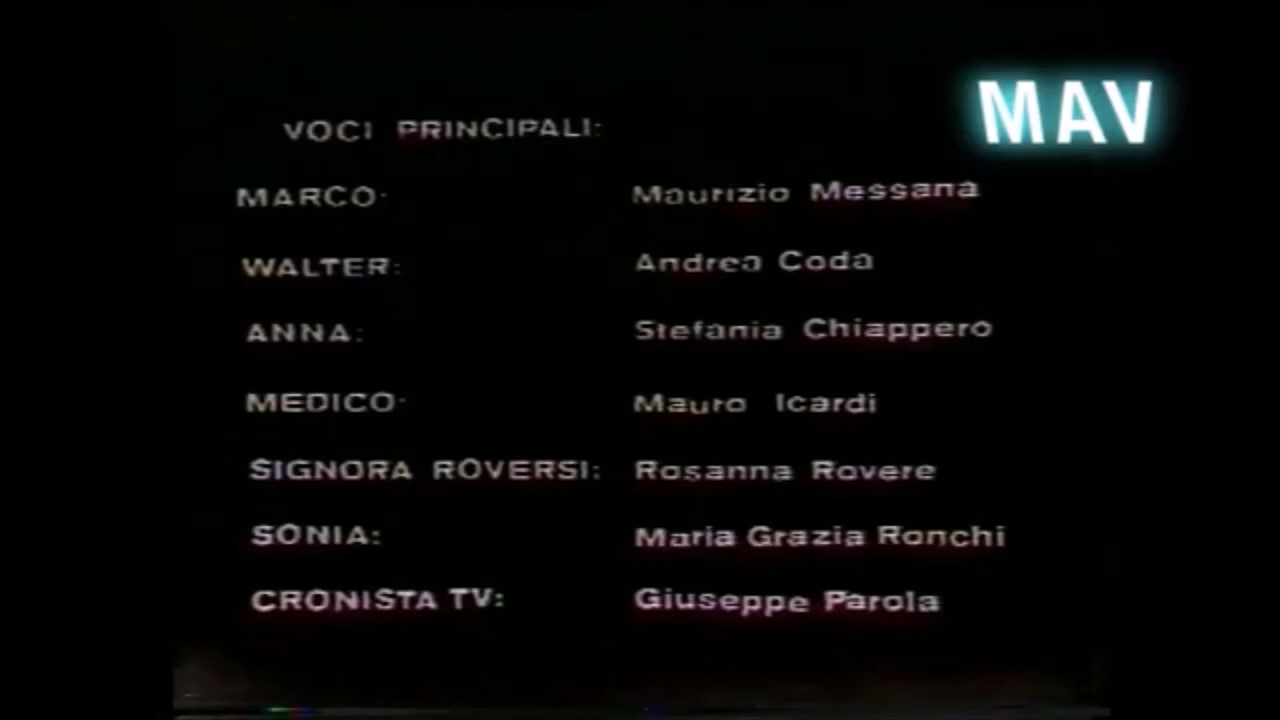 MAV
VOCI PRINCIPALI:
MARCO: Maurizio Messana
WALTER: Andrea Coda
ANNA: Stefania Chiappero
MEDICO: Mauro Icardi
SIGNORA ROVERSI: Rosanna Rovere
SONIA: Maria Grazia Ronchi
CRONISTA TV: Giuseppe Parola